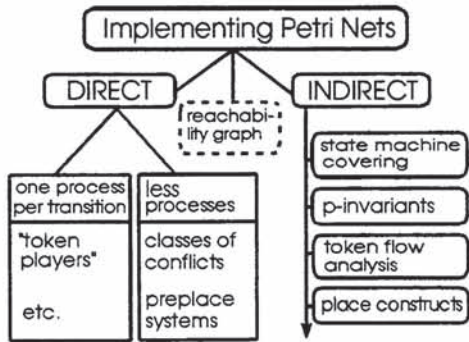 Implementing Petri Nets
DIRECT
reachabi-
lity graph
INDIRECT
one process
per transition
"token
players"
etc.
less
processes
classes of
conflicts
preplace
systems
state machine
covering
p-invariants
token flow
analysis
place constructs